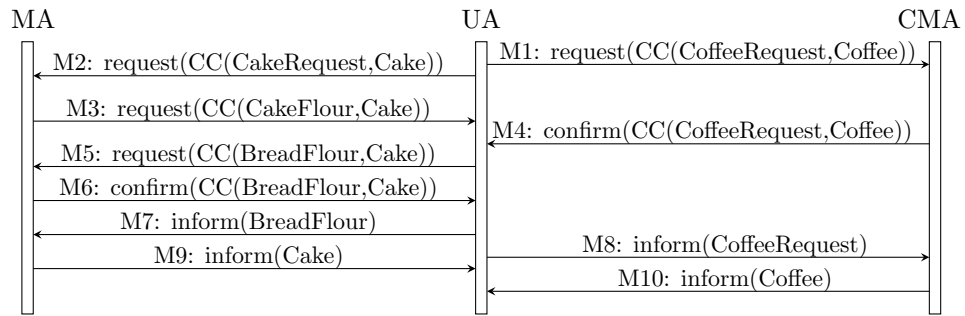 MA UA CMA
M1: request(CC(CoffeeRequest,Coffee))
M2: request(CC(CakeRequest,Cake))
M3: request(CC(CakeFlour,Cake))
M4: confirm(CC(CoffeeRequest,Coffee))
M5: request(CC(BreadFlour,Cake))
M6: confirm(CC(BreadFlour,Cake))
M7: inform(BreadFlour)
M8: inform(CoffeeRequest)
M9: inform(Cake)
M10: inform(Coffee)